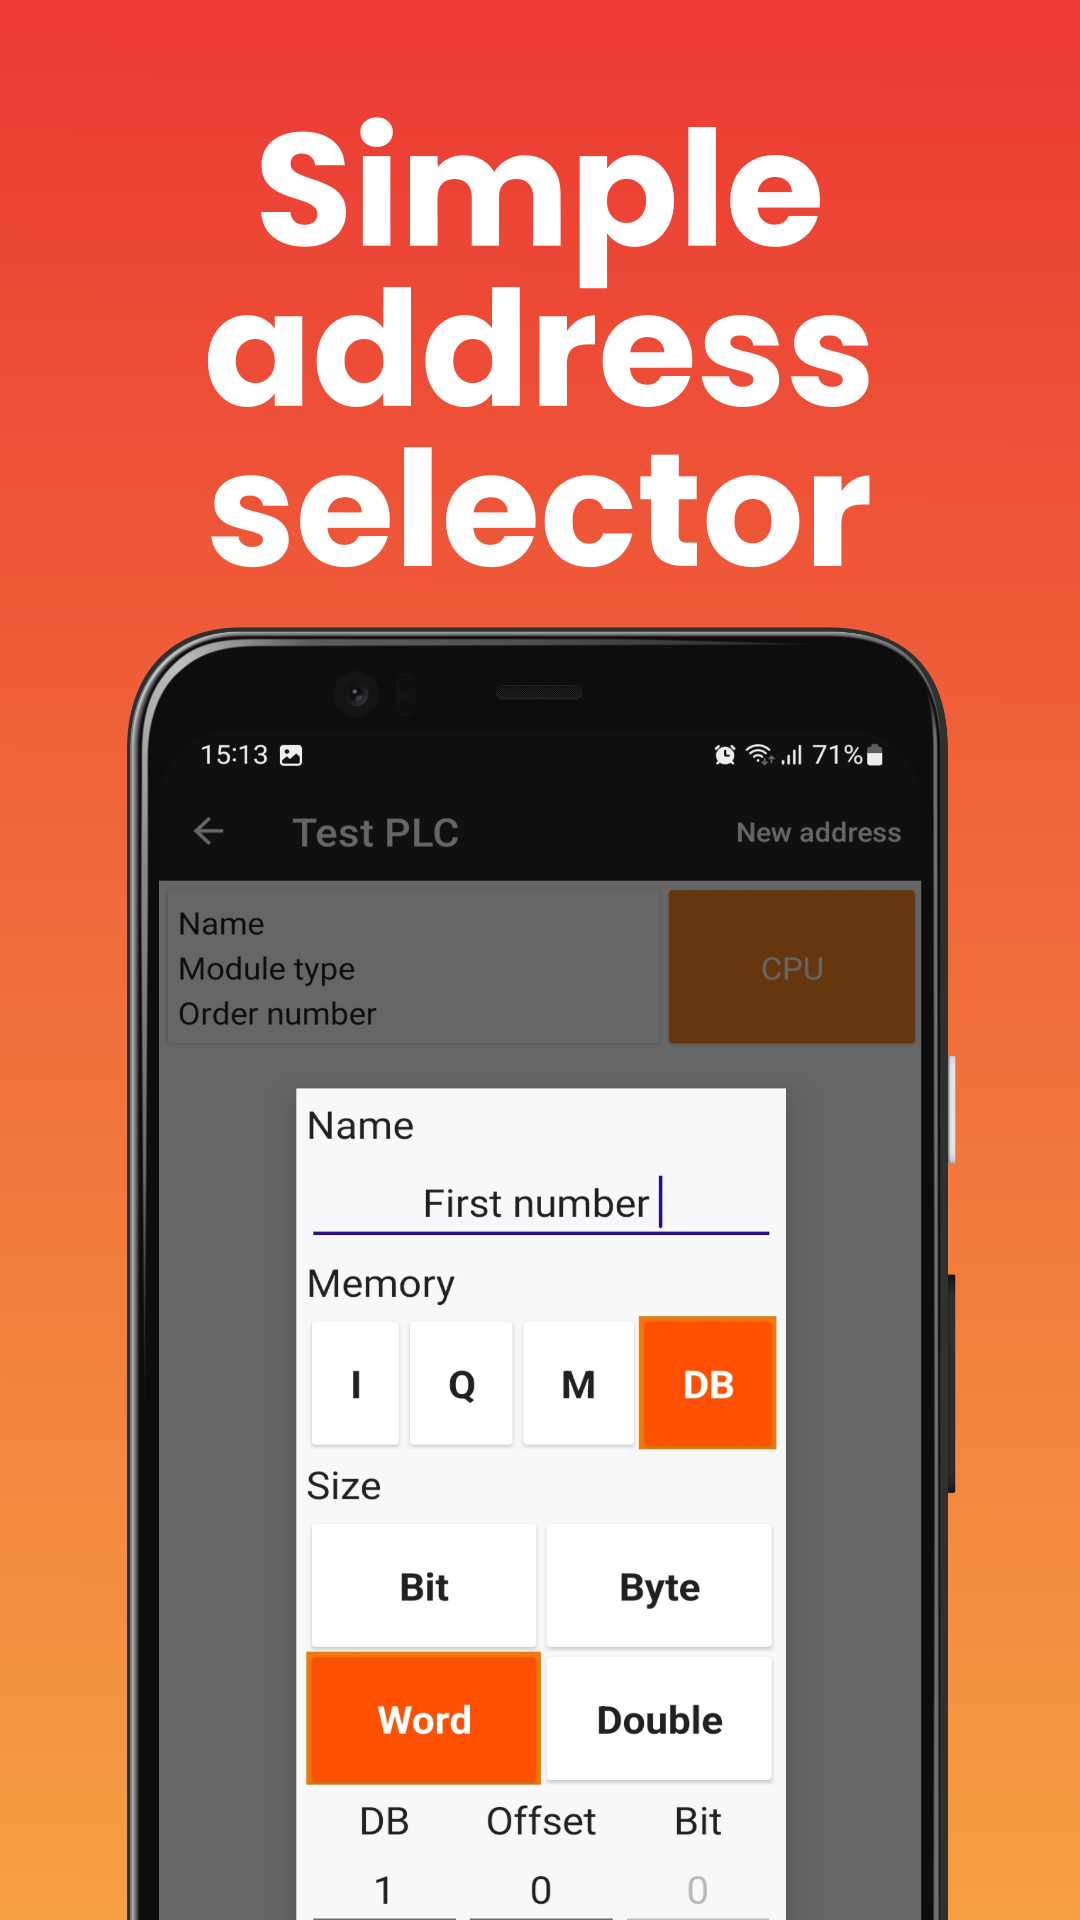 Simple
address
selector
15:13 71%
Test PLC New address
Name
Module type
Order number
CPU
Name
First number
Memory
I Q M DB
Size
Bit Byte
Word Double
DB Offset Bit
1 0 0